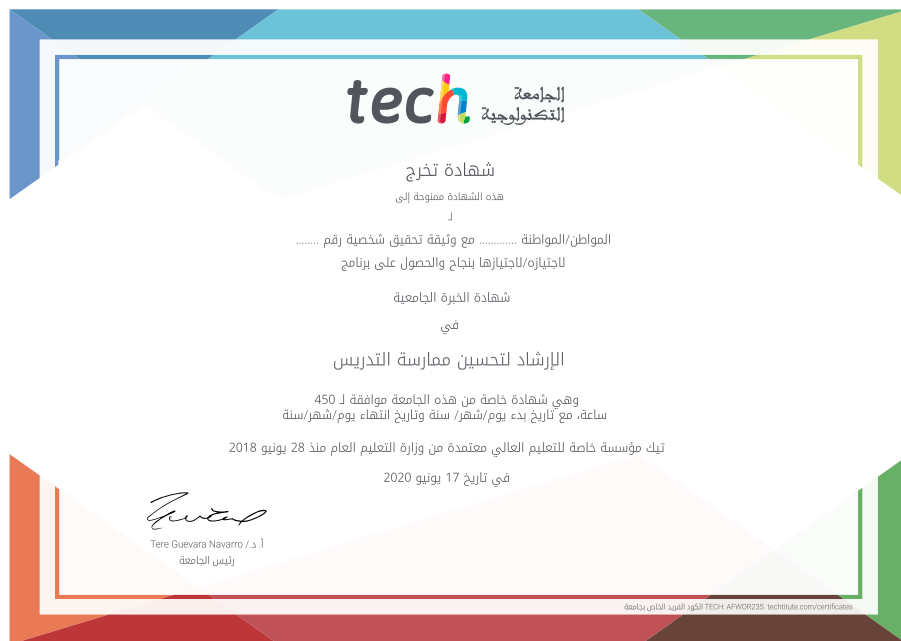 tech الجامعة
التكنولوجية
شهادة تخرج
هذه الشهادة ممنوحة إلى
لـ
المواطن/المواطنة ............. مع وثيقة تحقيق شخصية رقم ........
لاجتيازه/لاجتيازها بنجاح والحصول على برنامج
شهادة الخبرة الجامعية
في
الإرشاد لتحسين ممارسة التدريس
وهي شهادة خاصة من هذه الجامعة موافقة لـ 450
ساعة، مع تاريخ بدء يوم/شهر/ سنة وتاريخ انتهاء يوم/شهر/سنة
تيك مؤسسة خاصة للتعليم العالي معتمدة من وزارة التعليم العام منذ 28 يونيو 2018
في تاريخ 17 يونيو 2020
أ. د./ Tere Guevara Navarro
رئيس الجامعة
الكود الفريد الخاص بجامعة TECH: AFWOR23S techtitute.com/certificates